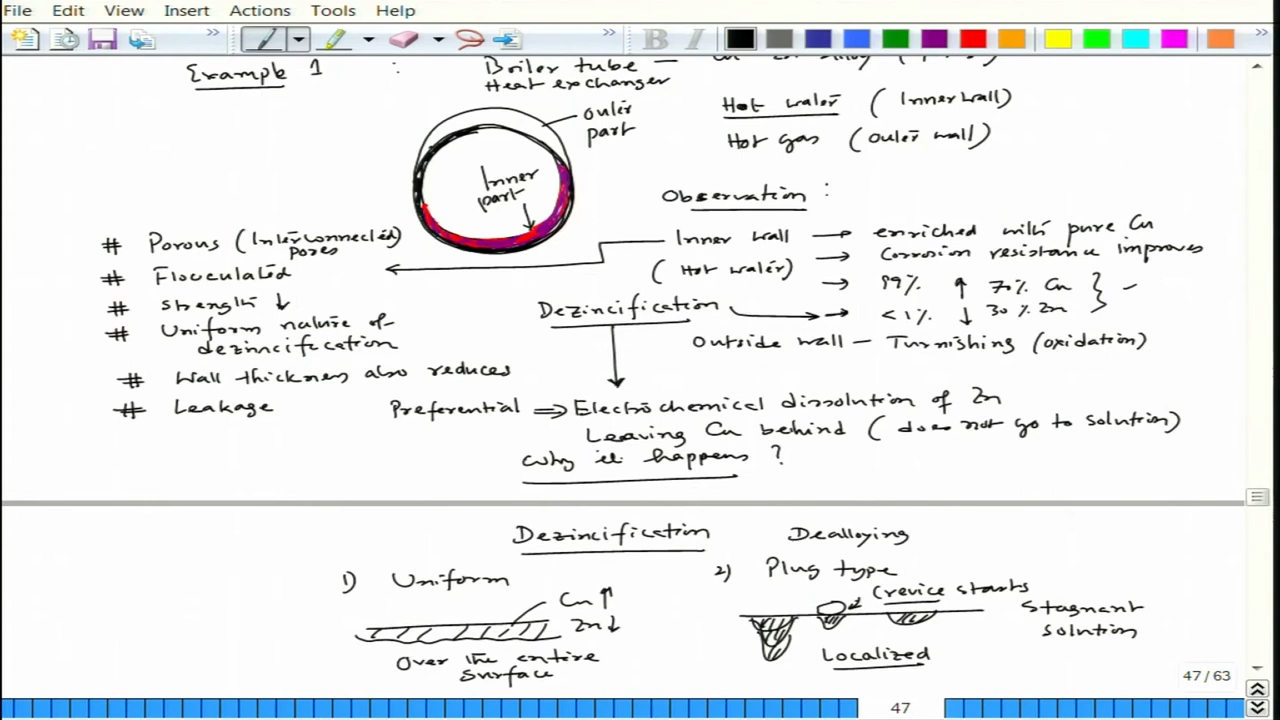 File Edit View Insert Actions Tools Help
Example 1 : Boiler tube —
Heat exchanger
outer
part
Hot water (Inner wall)
Hot gas (Outer wall)
Inner
part
Observation :
# Porous (Interconnected
pores)
# Flocculated
# Strength ↓
# Uniform nature of
dezincification
# Wall thickness also reduces
# Leakage
Inner wall → enriched with pure Cu
(Hot water) → Corrosion resistance improves
→ 99% ↑ 70% Cu
Dezincification → <1% ↓ 30% Zn
Outside wall — Turnishing (oxidation)
Preferential ⇒ Electrochemical dissolution of Zn
Leaving Cu behind (does not go to solution)
Why it happens ?
Dezincification Dealloying
1) Uniform
Cu ↑
Zn ↓
Over the entire
surface
2) Plug type
Crevice starts
Stagnant
solution
Localized
47/63
47